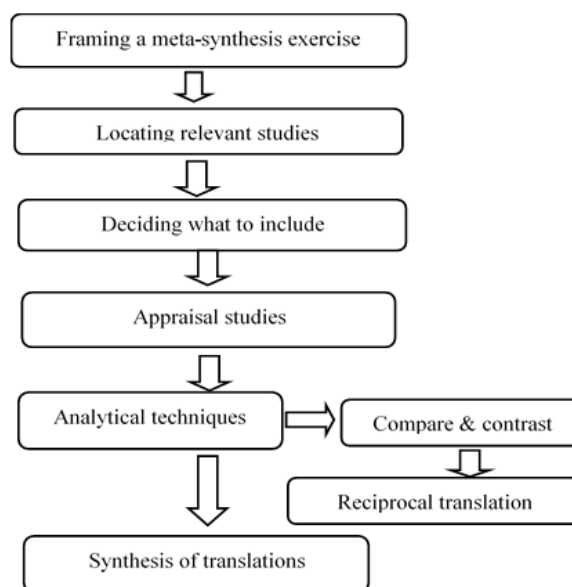 Framing a meta-synthesis exercise
Locating relevant studies
Deciding what to include
Appraisal studies
Analytical techniques
Compare & contrast
Reciprocal translation
Synthesis of translations